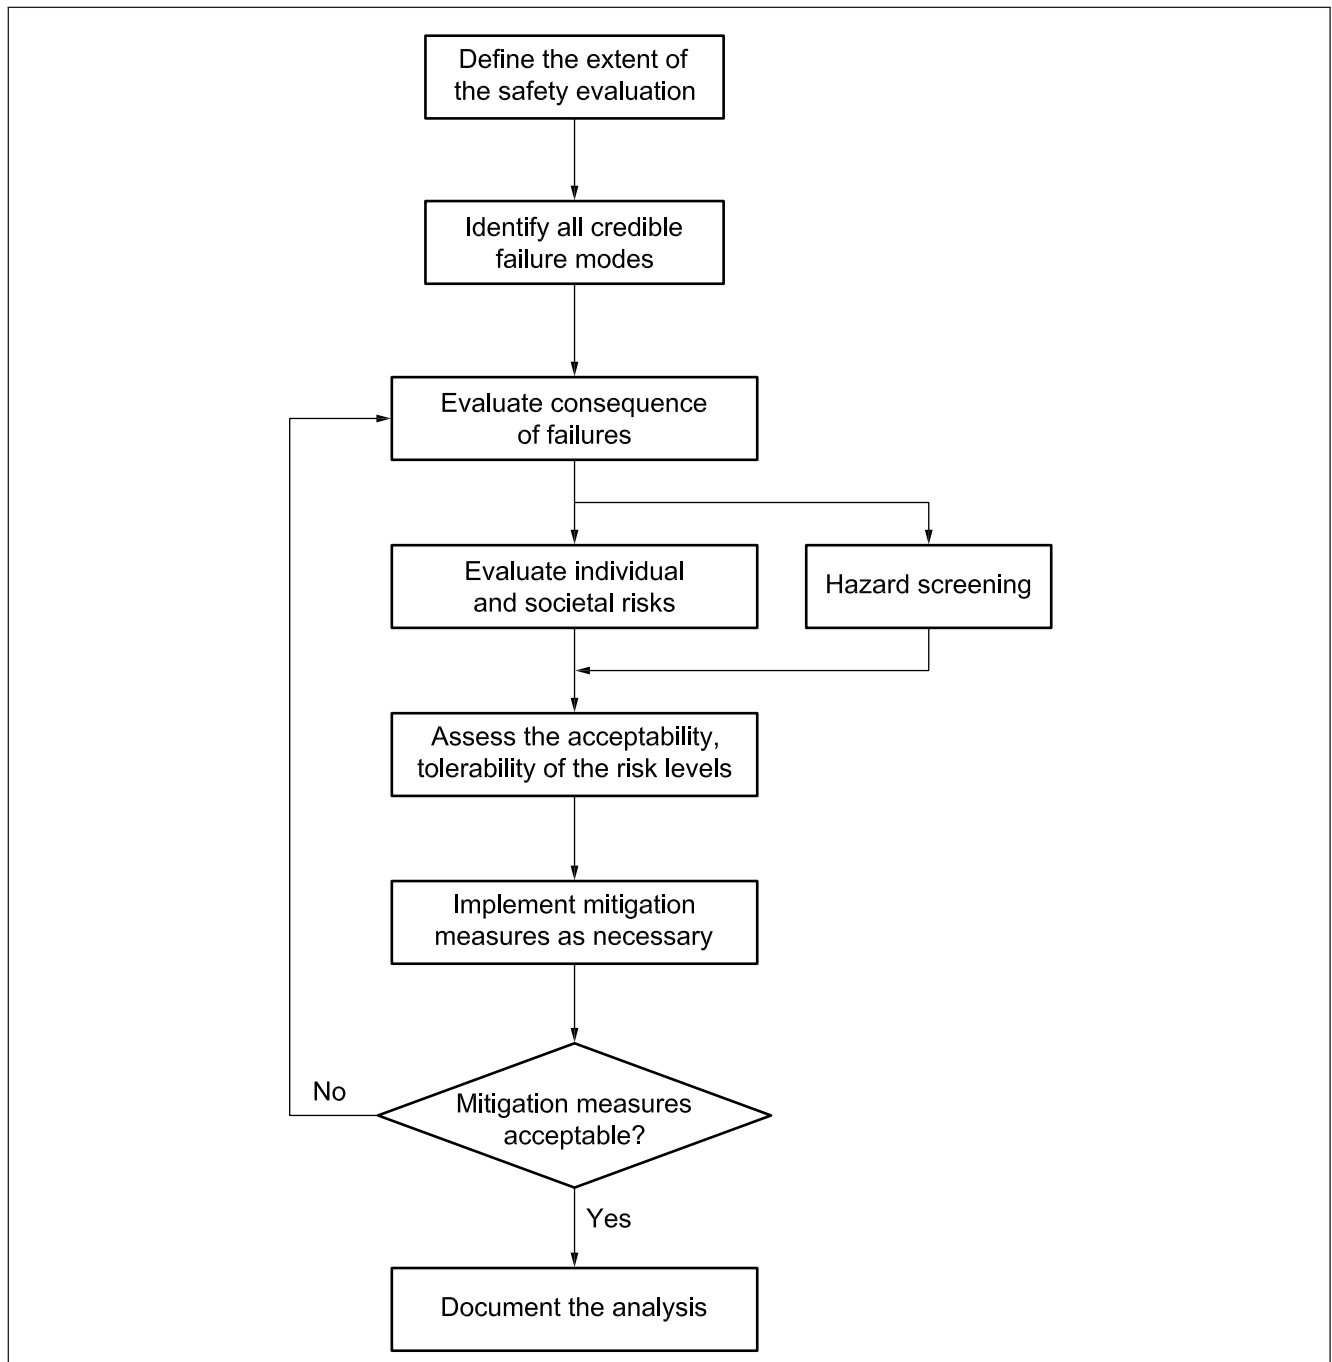 Define the extent of
the safety evaluation
Identify all credible
failure modes
Evaluate consequence
of failures
Evaluate individual
and societal risks
Hazard screening
Assess the acceptability,
tolerability of the risk levels
Implement mitigation
measures as necessary
Mitigation measures
acceptable?
No
Yes
Document the analysis